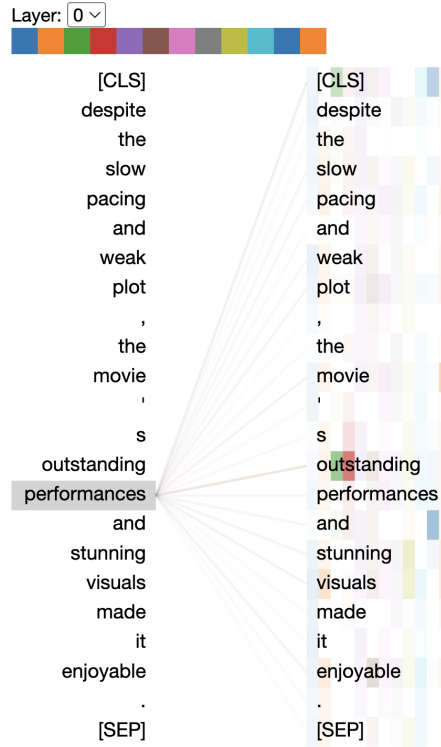 Layer: 0
[CLS] [CLS]
despite despite
the the
slow slow
pacing pacing
and and
weak weak
plot plot
, ,
the the
movie movie
' '
s s
outstanding outstanding
performances performances
and and
stunning stunning
visuals visuals
made made
it it
enjoyable enjoyable
. .
[SEP] [SEP]